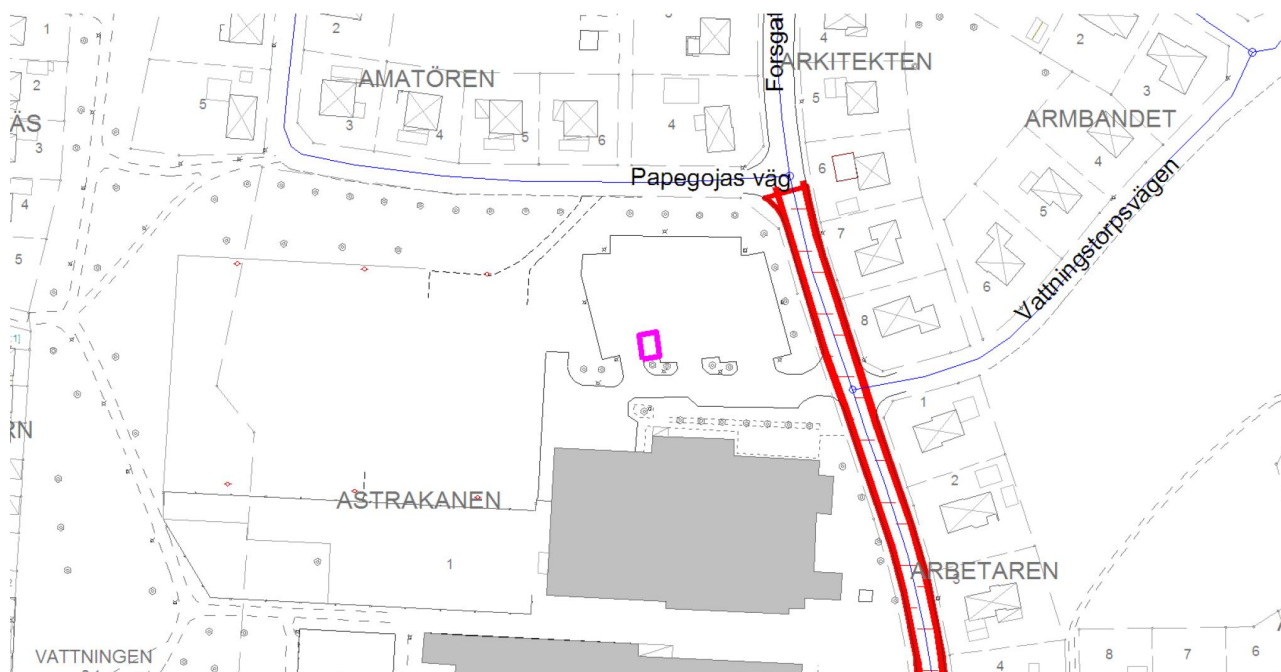 1
2
3
ÄS
4
5
5
2
AMATÖREN
3
4
5
6
4
Forsgat
4
ARKITEKTEN
5
6
7
8
2
3
ARMBANDET
4
5
6
Vattningstorpsvägen
Papegojas väg
RN
ASTRAKANEN
1
1
2
ARBETAREN
3
4
8
7
6
VATTNINGEN